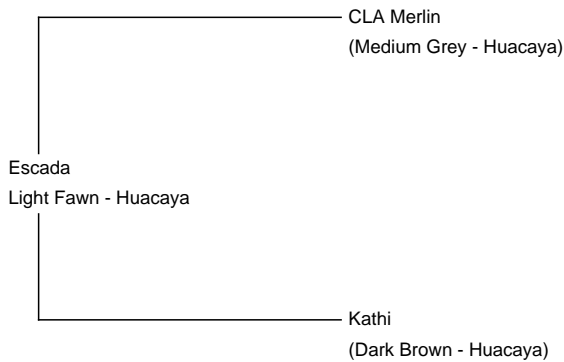 CLA Merlin
(Medium Grey - Huacaya)
Escada
Light Fawn - Huacaya
Kathi
(Dark Brown - Huacaya)